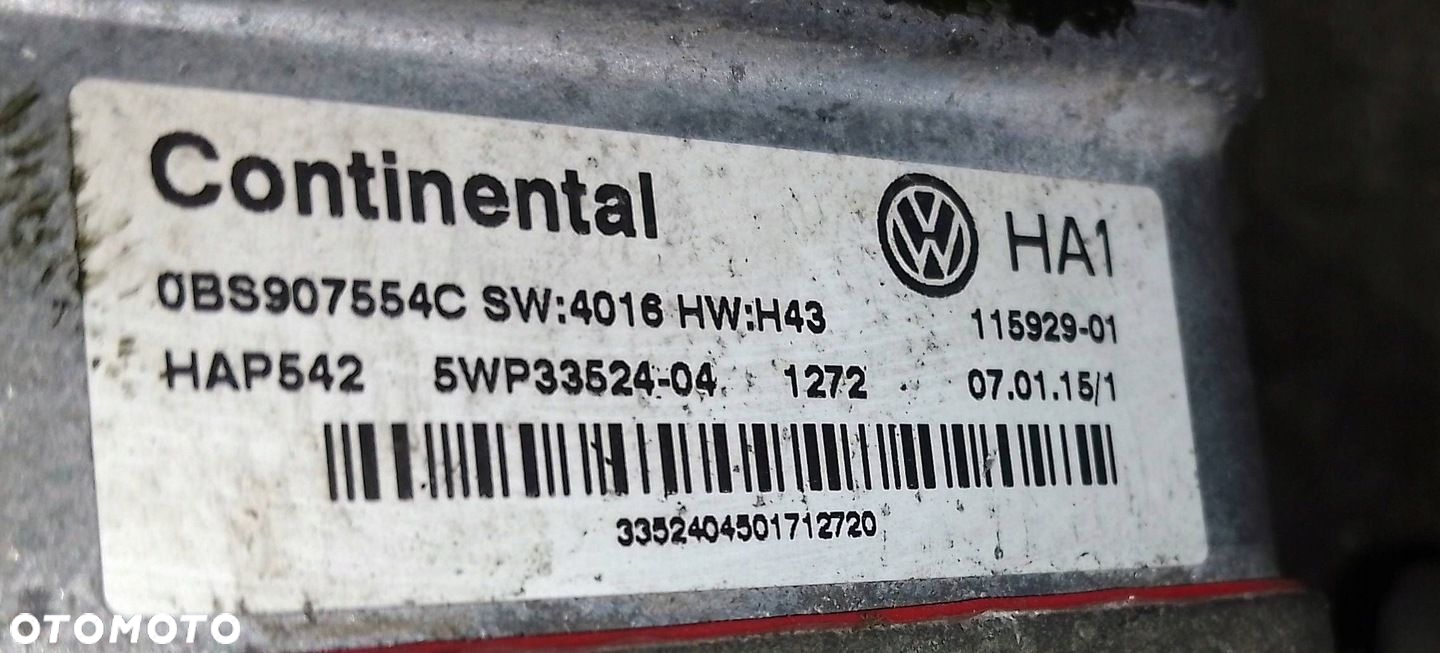 Continental
HA1
0BS907554C SW:4016 HW:H43 115929-01
HAP542 5WP33524-04 1272 07.01.15/1
3352404501712720
OTOMOTO